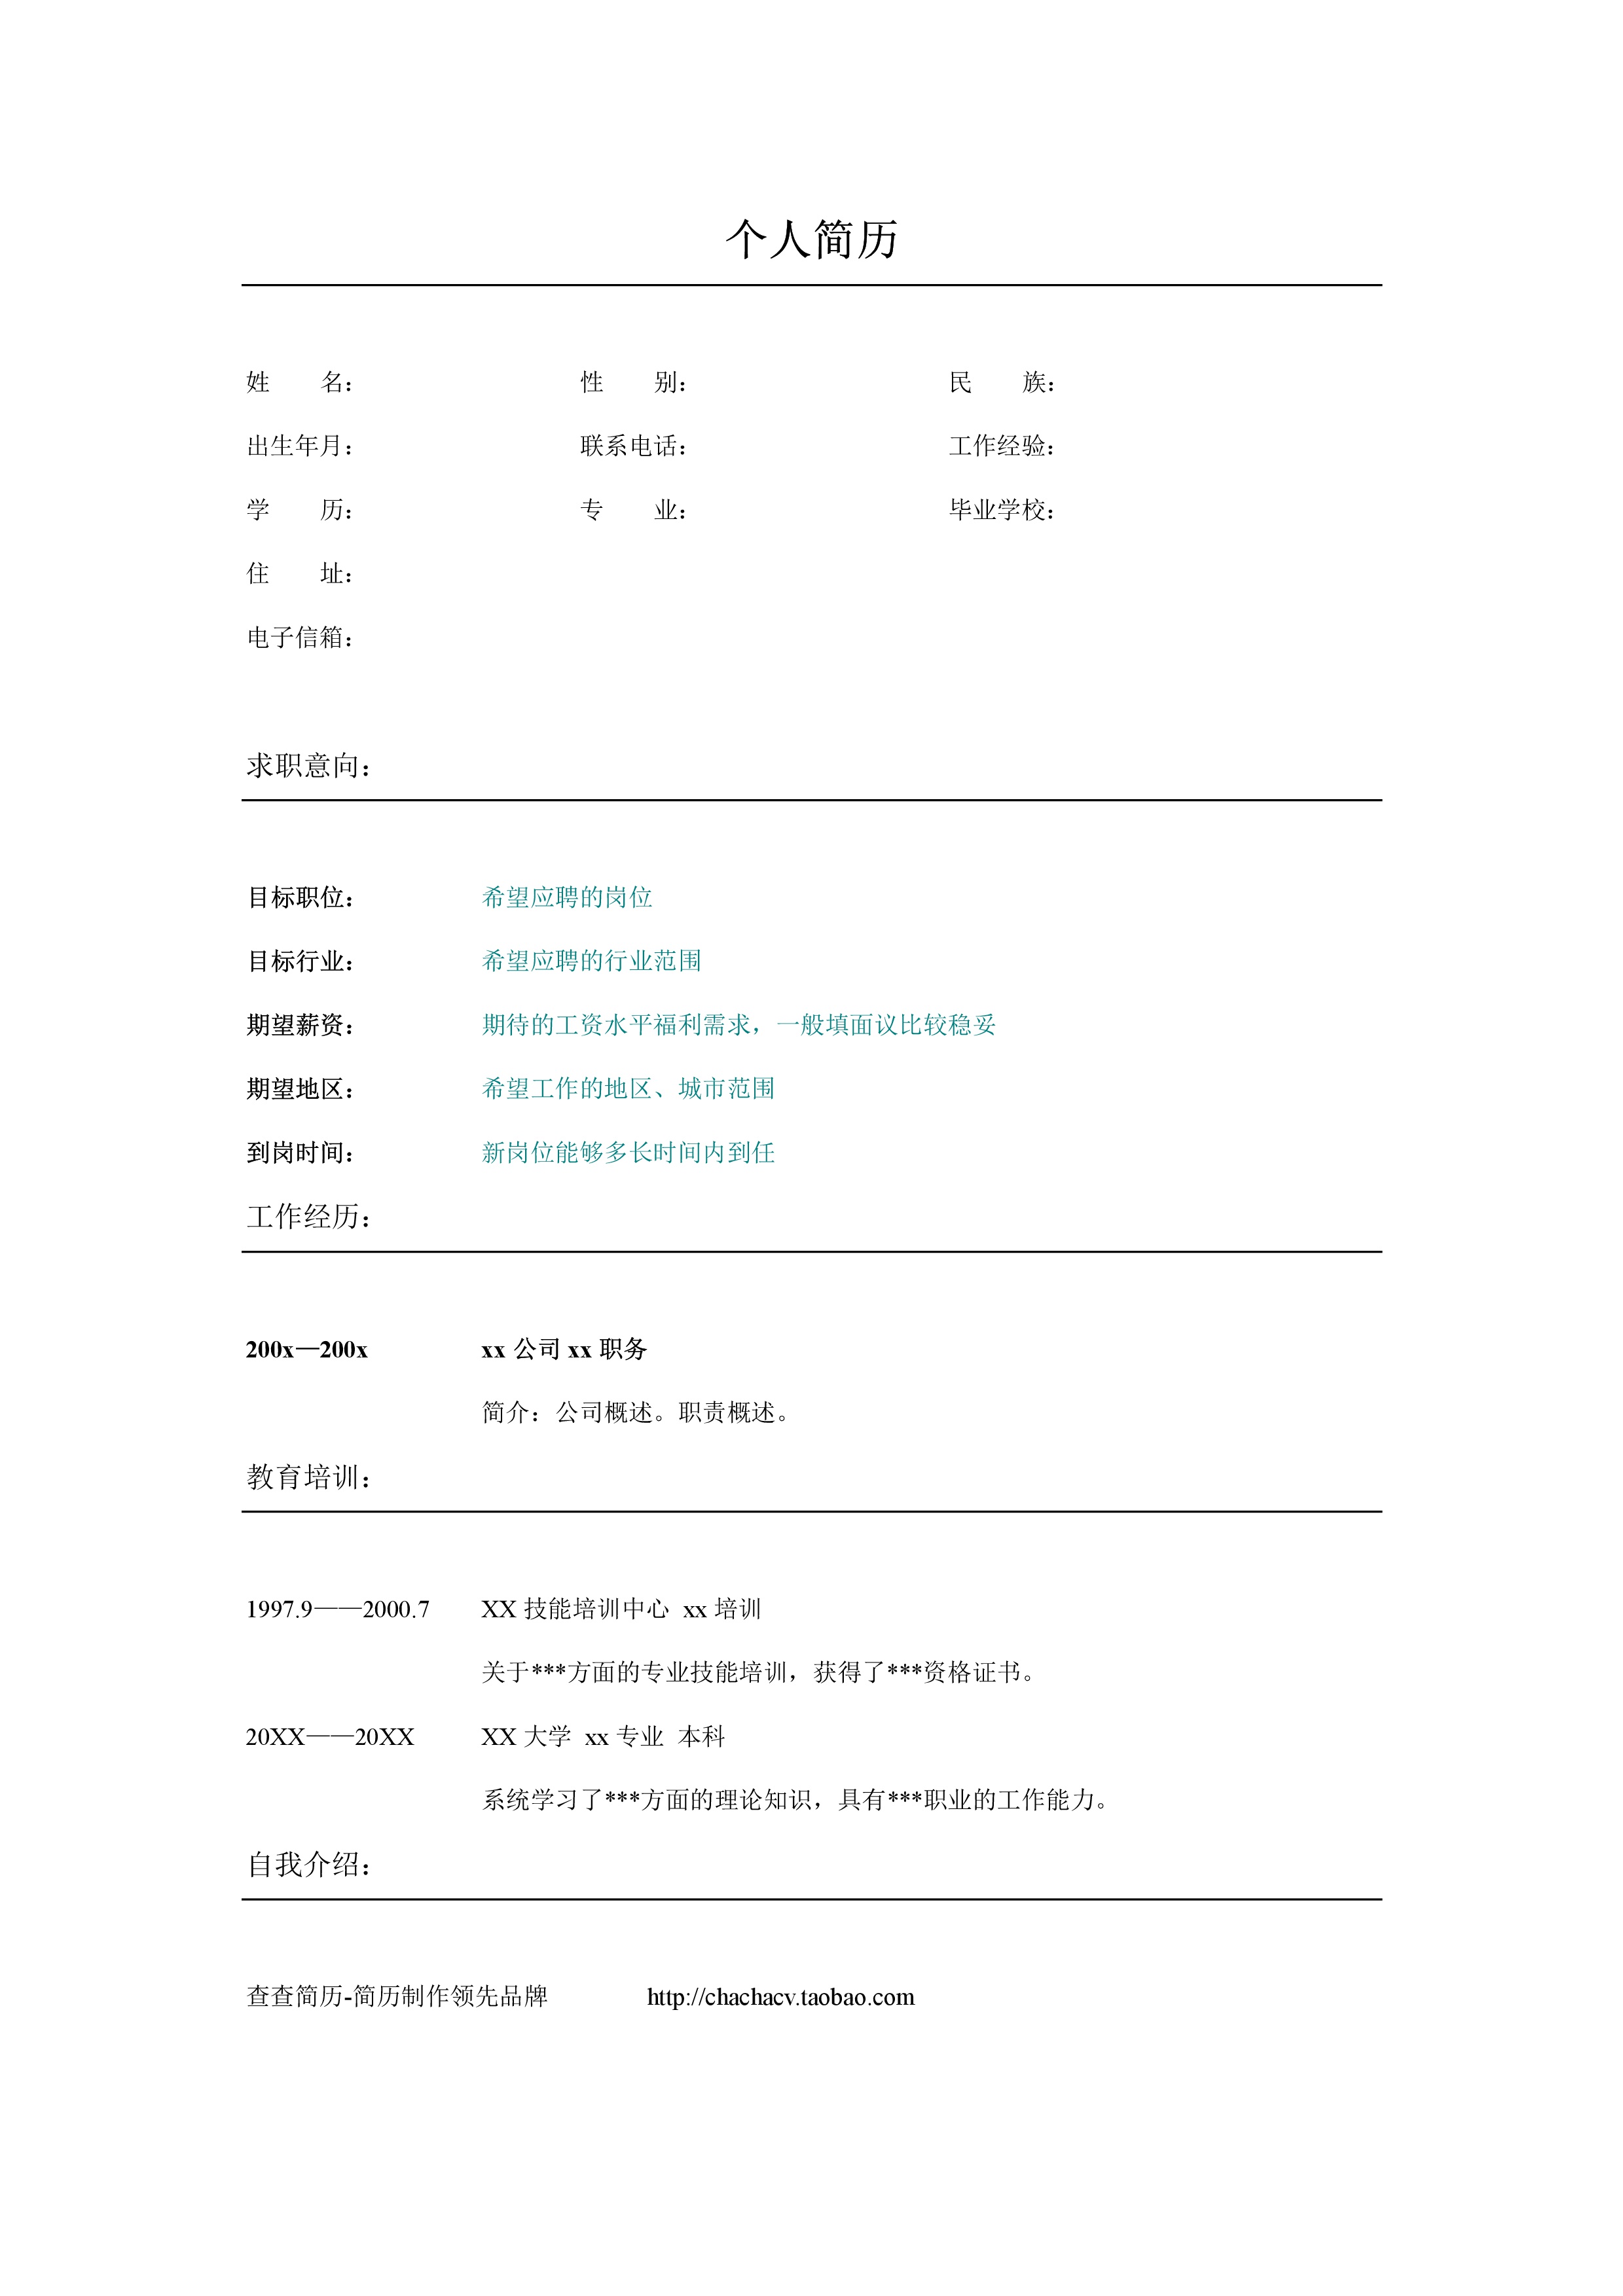 个人简历
姓　　名：　性　　别：　民　　族：
出生年月：　联系电话：　工作经验：
学　　历：　专　　业：　毕业学校：
住　　址：
电子信箱：
求职意向：
目标职位：　希望应聘的岗位
目标行业：　希望应聘的行业范围
期望薪资：　期待的工资水平福利需求，一般填面议比较稳妥
期望地区：　希望工作的地区、城市范围
到岗时间：　新岗位能够多长时间内到任
工作经历：
200x—200x　xx 公司 xx 职务
简介：公司概述。职责概述。
教育培训：
1997.9——2000.7　XX 技能培训中心 xx 培训
关于***方面的专业技能培训，获得了***资格证书。
20XX——20XX　XX 大学 xx 专业 本科
系统学习了***方面的理论知识，具有***职业的工作能力。
自我介绍：
查查简历-简历制作领先品牌　http://chachacv.taobao.com